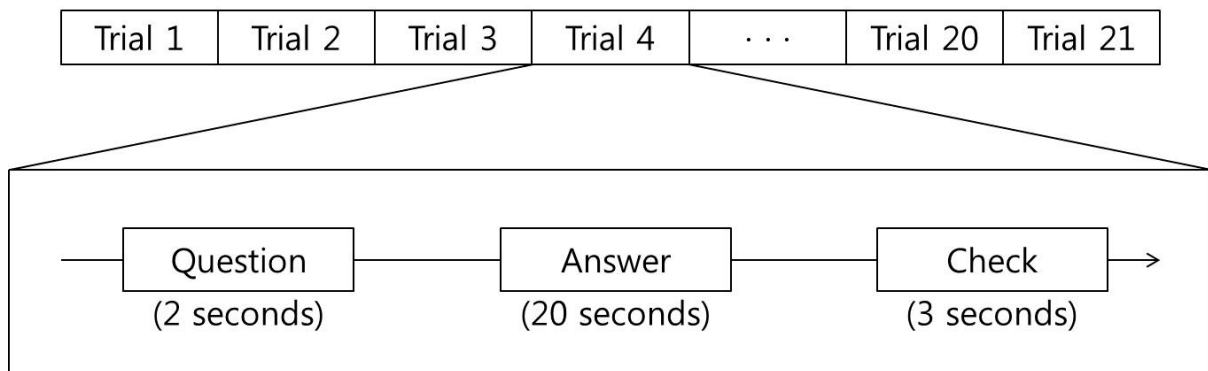 Trial 1 Trial 2 Trial 3 Trial 4 · · · Trial 20 Trial 21
Question Answer Check
(2 seconds) (20 seconds) (3 seconds)